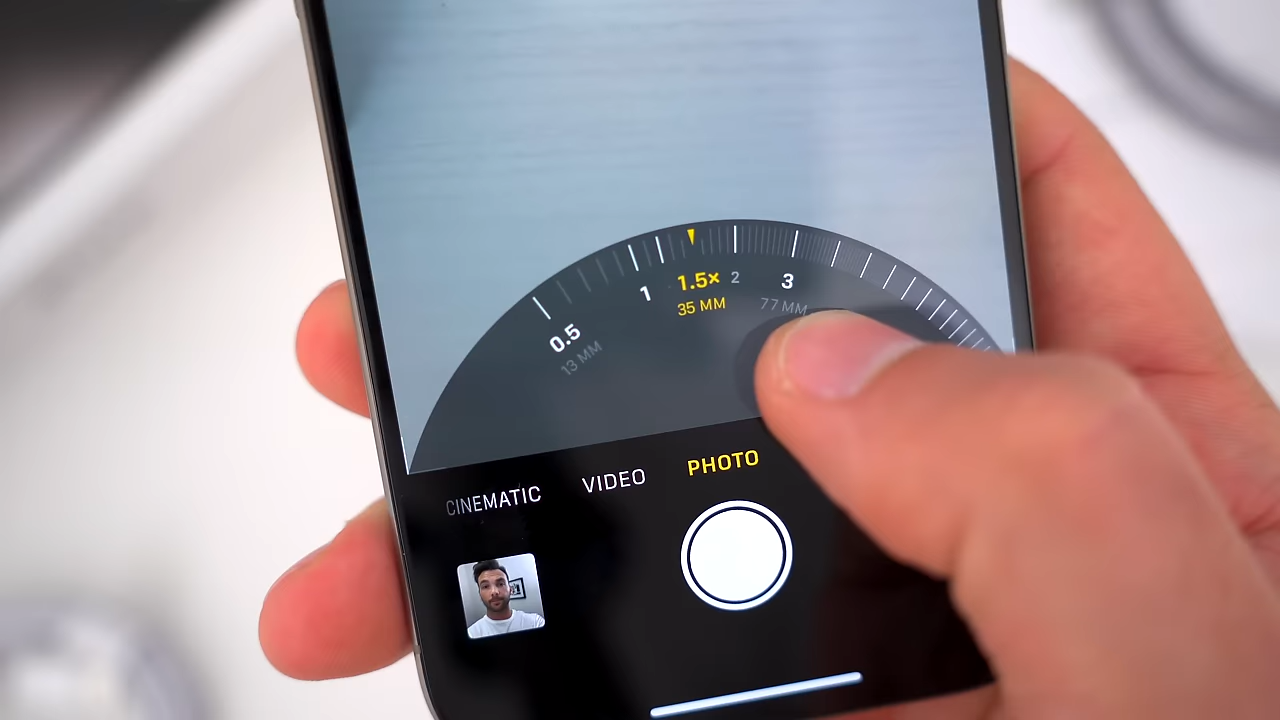 0.5
13 MM
1
1.5×
35 MM
2
3
77 MM
CINEMATIC
VIDEO
PHOTO